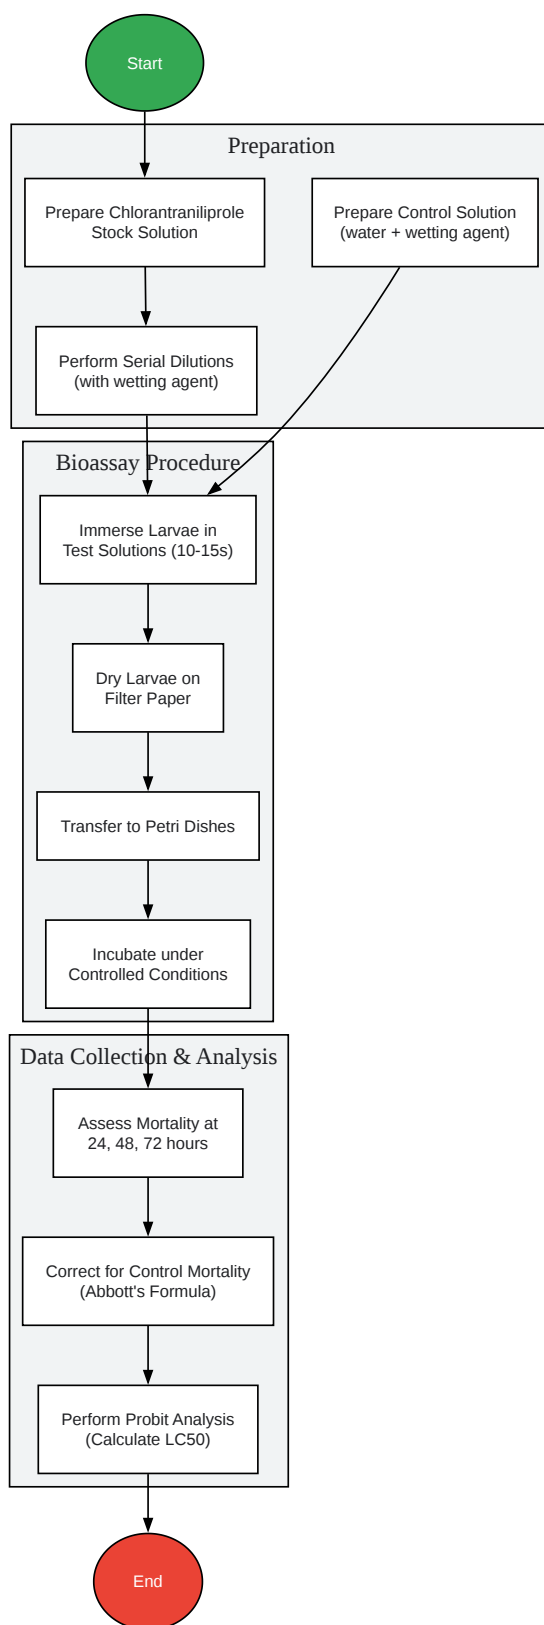 Start
Preparation
Prepare Chlorantraniliprole
Stock Solution
Prepare Control Solution
(water + wetting agent)
Perform Serial Dilutions
(with wetting agent)
Bioassay Procedure
Immerse Larvae in
Test Solutions (10-15s)
Dry Larvae on
Filter Paper
Transfer to Petri Dishes
Incubate under
Controlled Conditions
Data Collection & Analysis
Assess Mortality at
24, 48, 72 hours
Correct for Control Mortality
(Abbott's Formula)
Perform Probit Analysis
(Calculate LC50)
End